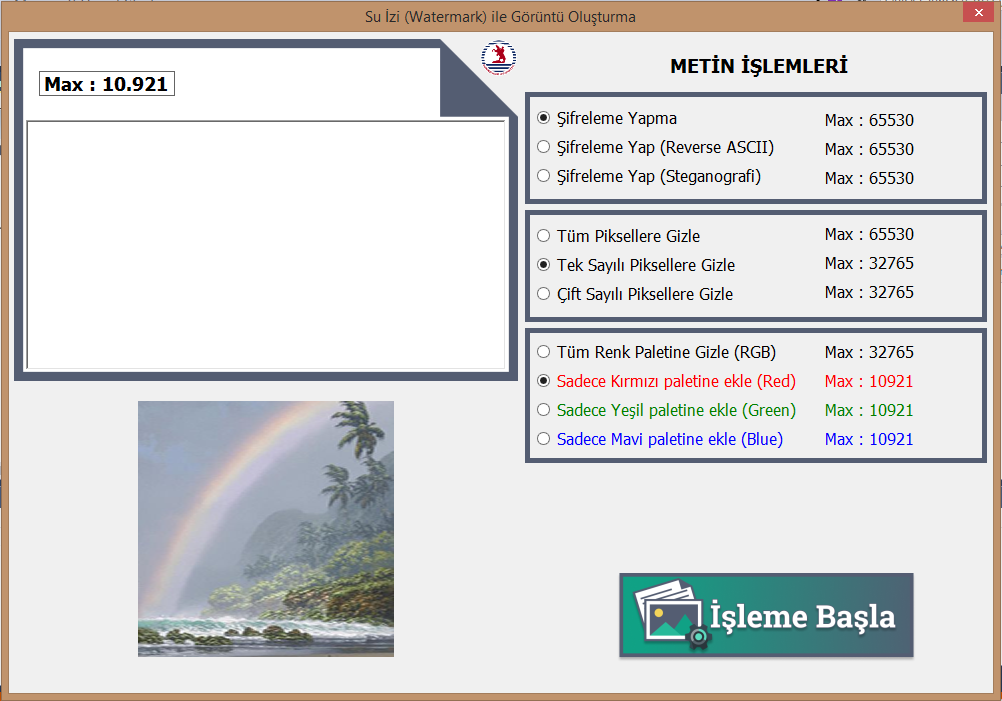 Su İzi (Watermark) ile Görüntü Oluşturma
Max : 10.921
METİN İŞLEMLERİ
Şifreleme Yapma Max : 65530
Şifreleme Yap (Reverse ASCII) Max : 65530
Şifreleme Yap (Steganografi) Max : 65530
Tüm Piksellere Gizle Max : 65530
Tek Sayılı Piksellere Gizle Max : 32765
Çift Sayılı Piksellere Gizle Max : 32765
Tüm Renk Paletine Gizle (RGB) Max : 32765
Sadece Kırmızı paletine ekle (Red) Max : 10921
Sadece Yeşil paletine ekle (Green) Max : 10921
Sadece Mavi paletine ekle (Blue) Max : 10921
İşleme Başla